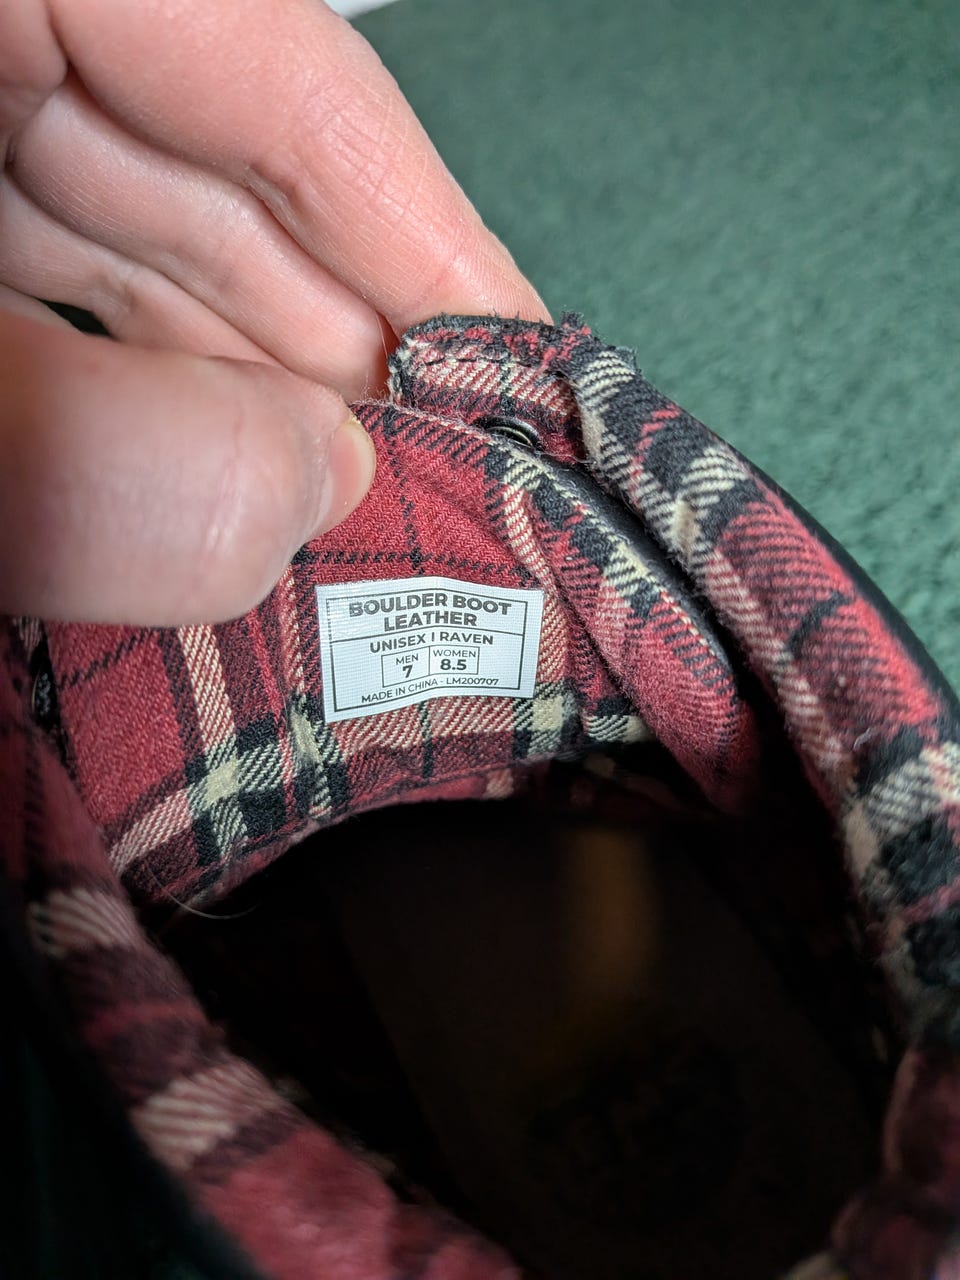 BOULDER BOOT
LEATHER
UNISEX | RAVEN
MEN WOMEN
7 8.5
MADE IN CHINA - LM200707